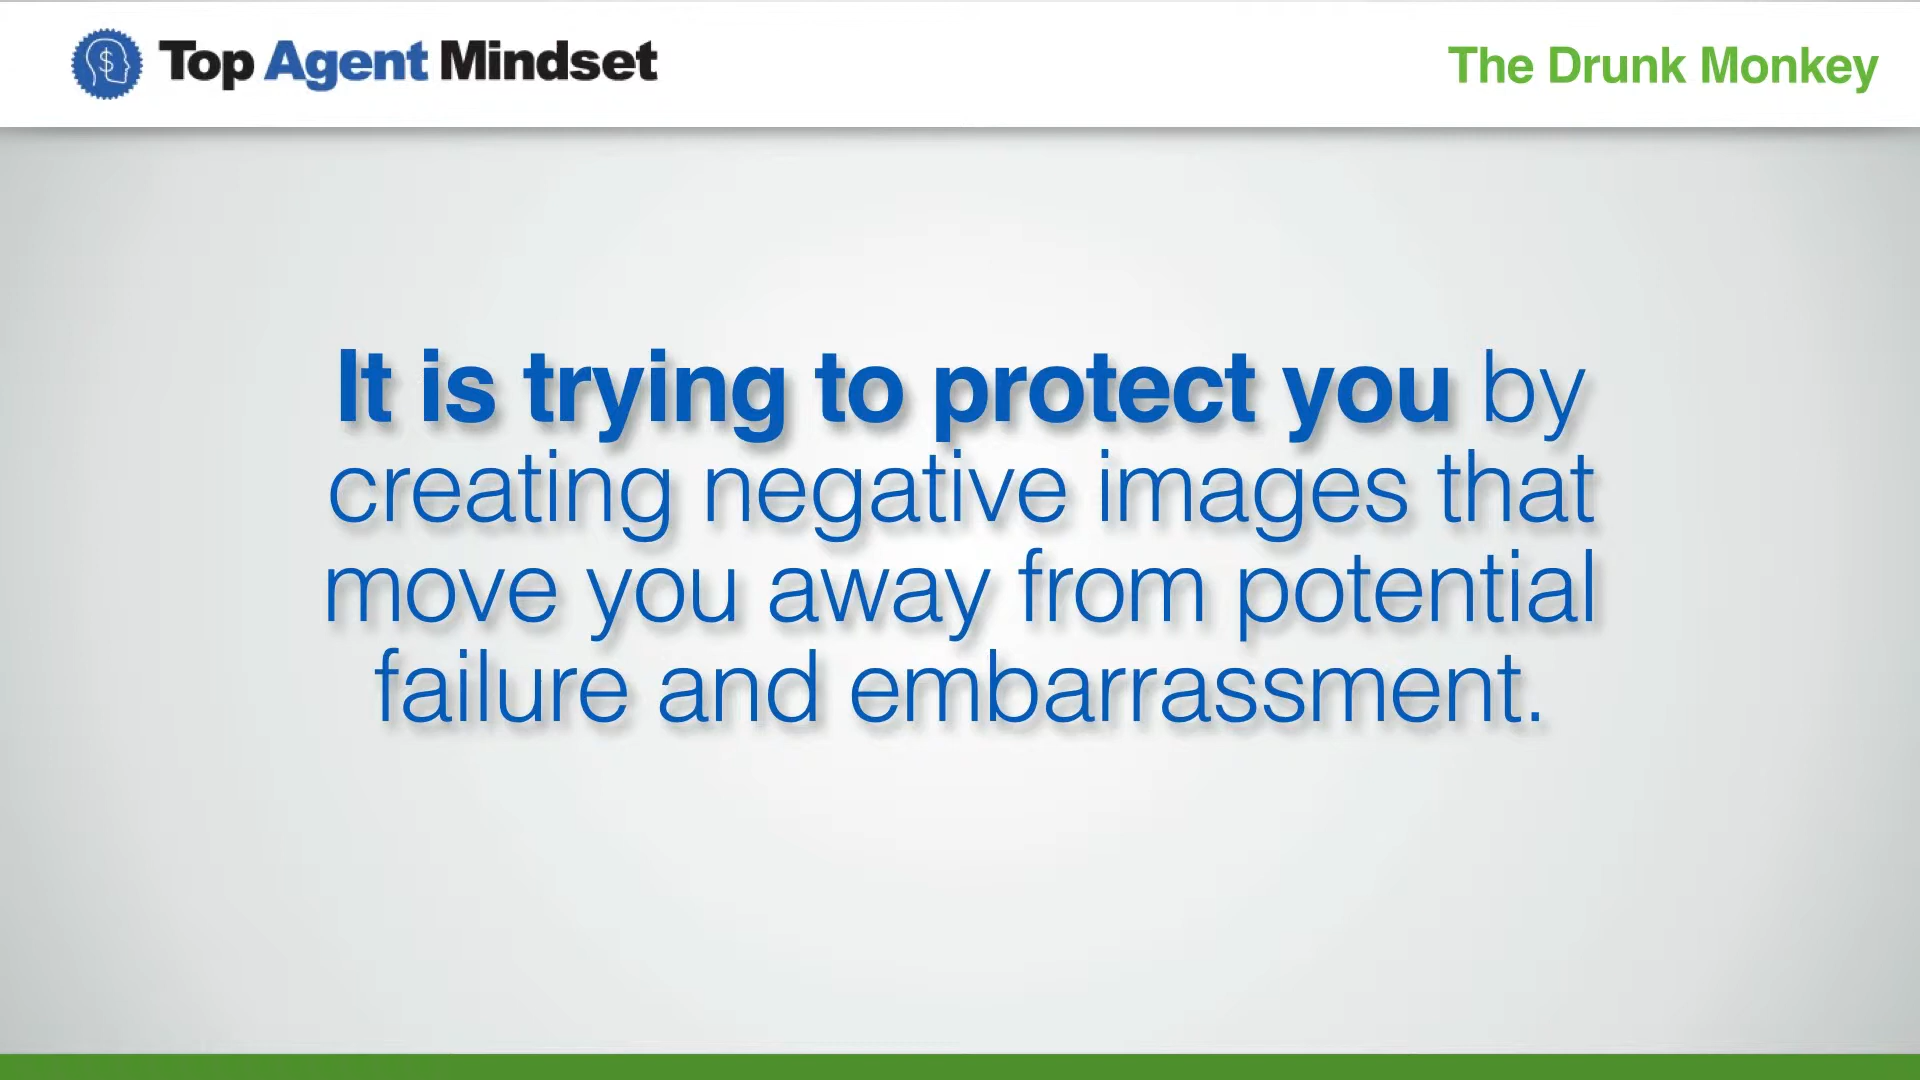 Top Agent Mindset
The Drunk Monkey
It is trying to protect you by
creating negative images that
move you away from potential
failure and embarrassment.